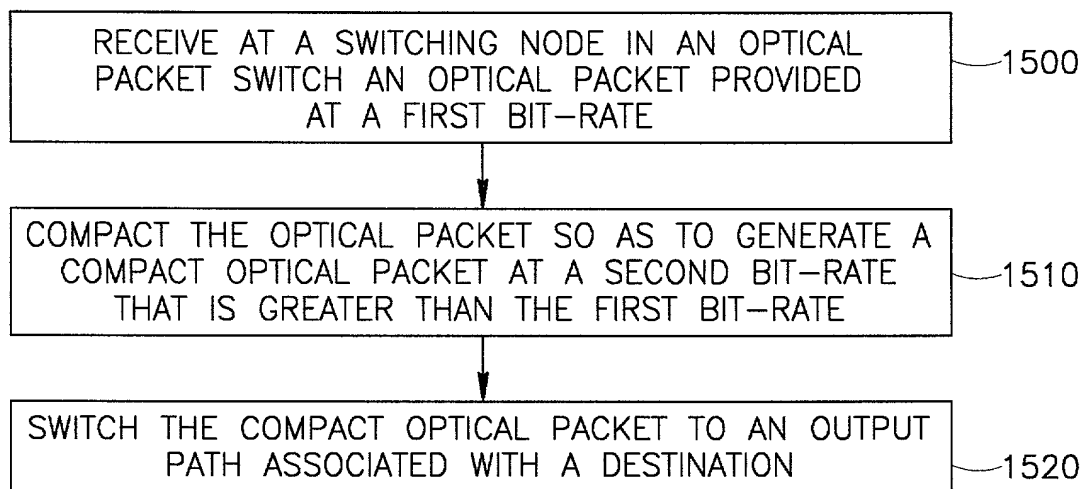 RECEIVE AT A SWITCHING NODE IN AN OPTICAL
PACKET SWITCH AN OPTICAL PACKET PROVIDED
AT A FIRST BIT-RATE
1500
COMPACT THE OPTICAL PACKET SO AS TO GENERATE A
COMPACT OPTICAL PACKET AT A SECOND BIT-RATE
THAT IS GREATER THAN THE FIRST BIT-RATE
1510
SWITCH THE COMPACT OPTICAL PACKET TO AN OUTPUT
PATH ASSOCIATED WITH A DESTINATION
1520